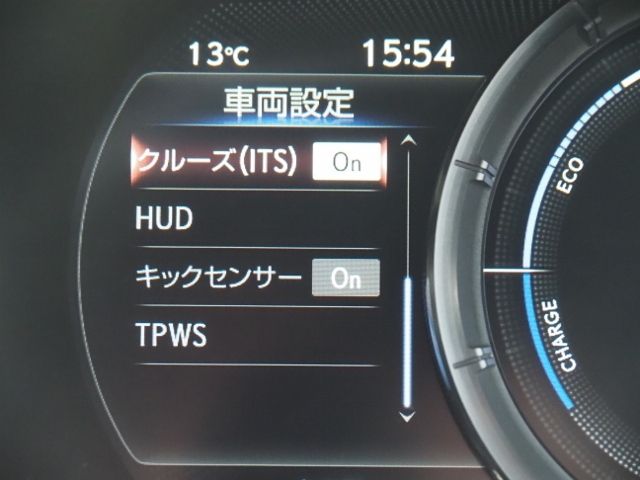 13℃ 15:54
車両設定
クルーズ(ITS) On
HUD
キックセンサー On
TPWS
ECO
CHARGE